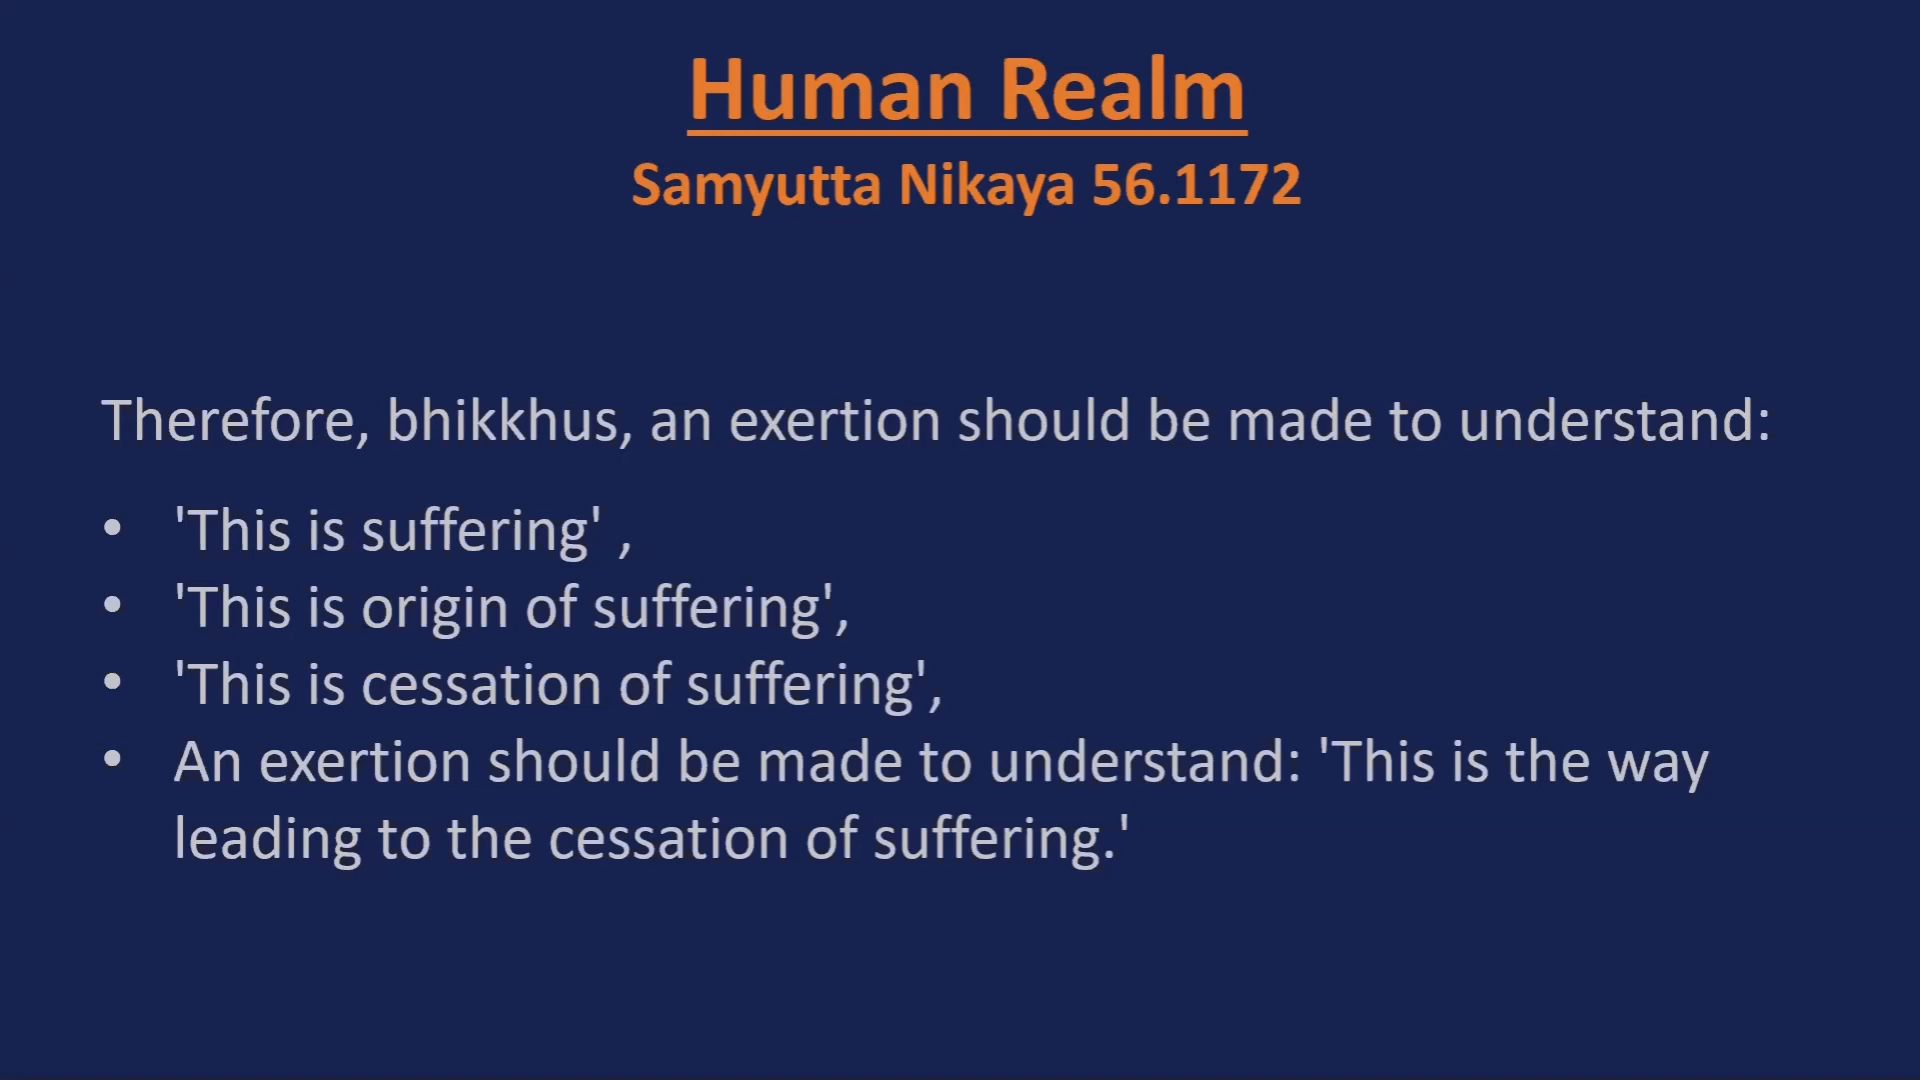 Human Realm
Samyutta Nikaya 56.1172
Therefore, bhikkhus, an exertion should be made to understand:
• 'This is suffering' ,
• 'This is origin of suffering',
• 'This is cessation of suffering',
• An exertion should be made to understand: 'This is the way
leading to the cessation of suffering.'